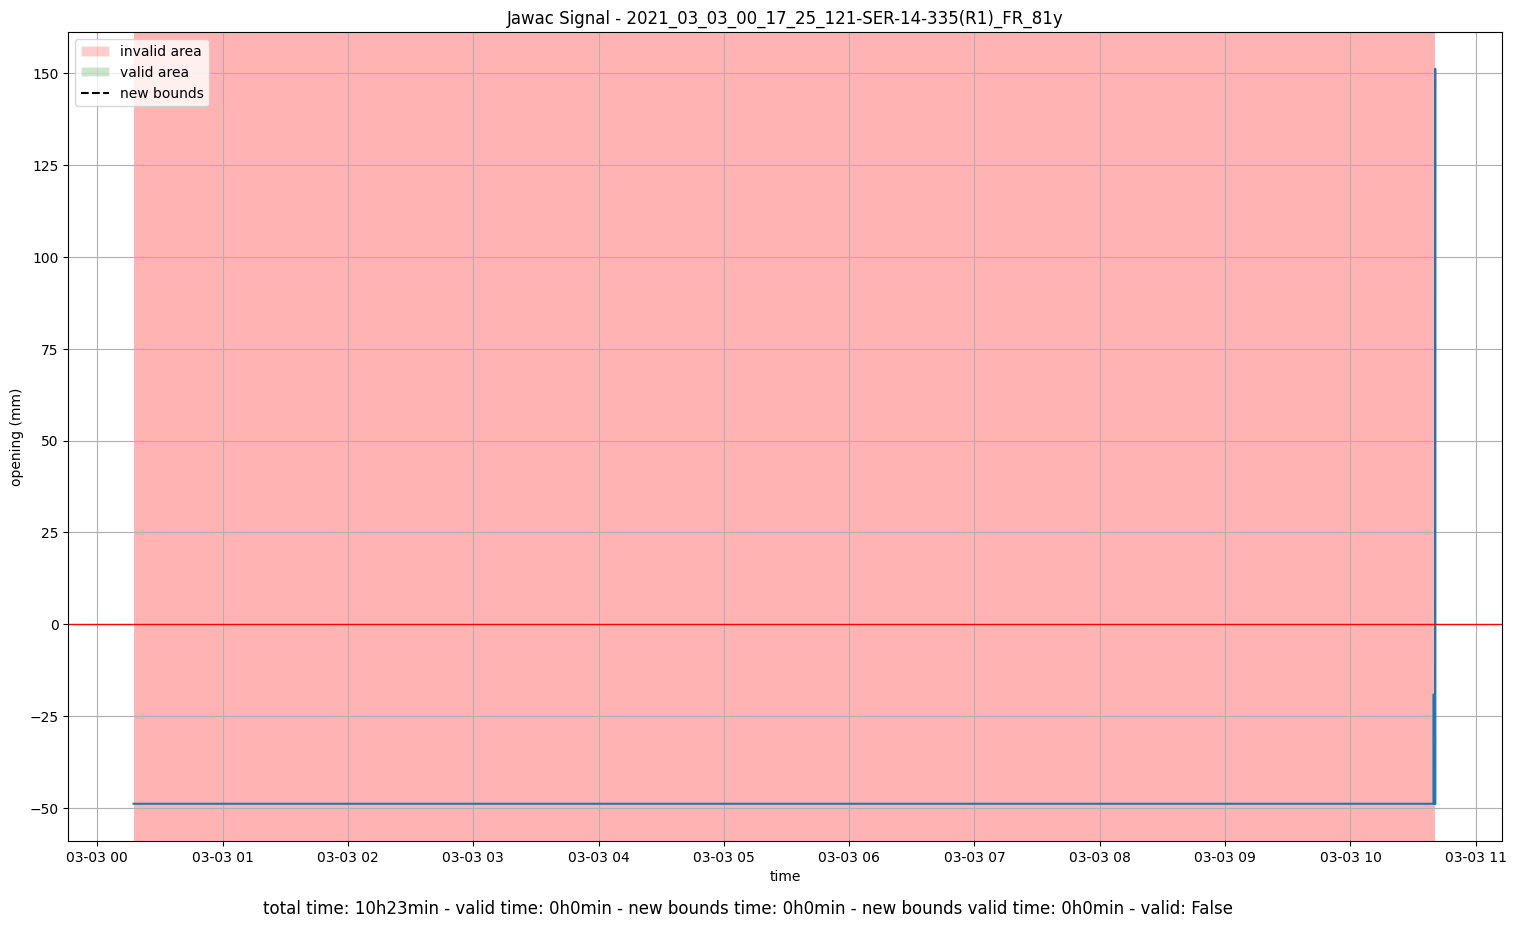 Jawac Signal - 2021_03_03_00_17_25_121-SER-14-335(R1)_FR_81y
invalid area
valid area
new bounds
150
125
100
75
50
25
0
−25
−50
opening (mm)
03-03 00 03-03 01 03-03 02 03-03 03 03-03 04 03-03 05 03-03 06 03-03 07 03-03 08 03-03 09 03-03 10 03-03 11
time
total time: 10h23min - valid time: 0h0min - new bounds time: 0h0min - new bounds valid time: 0h0min - valid: False